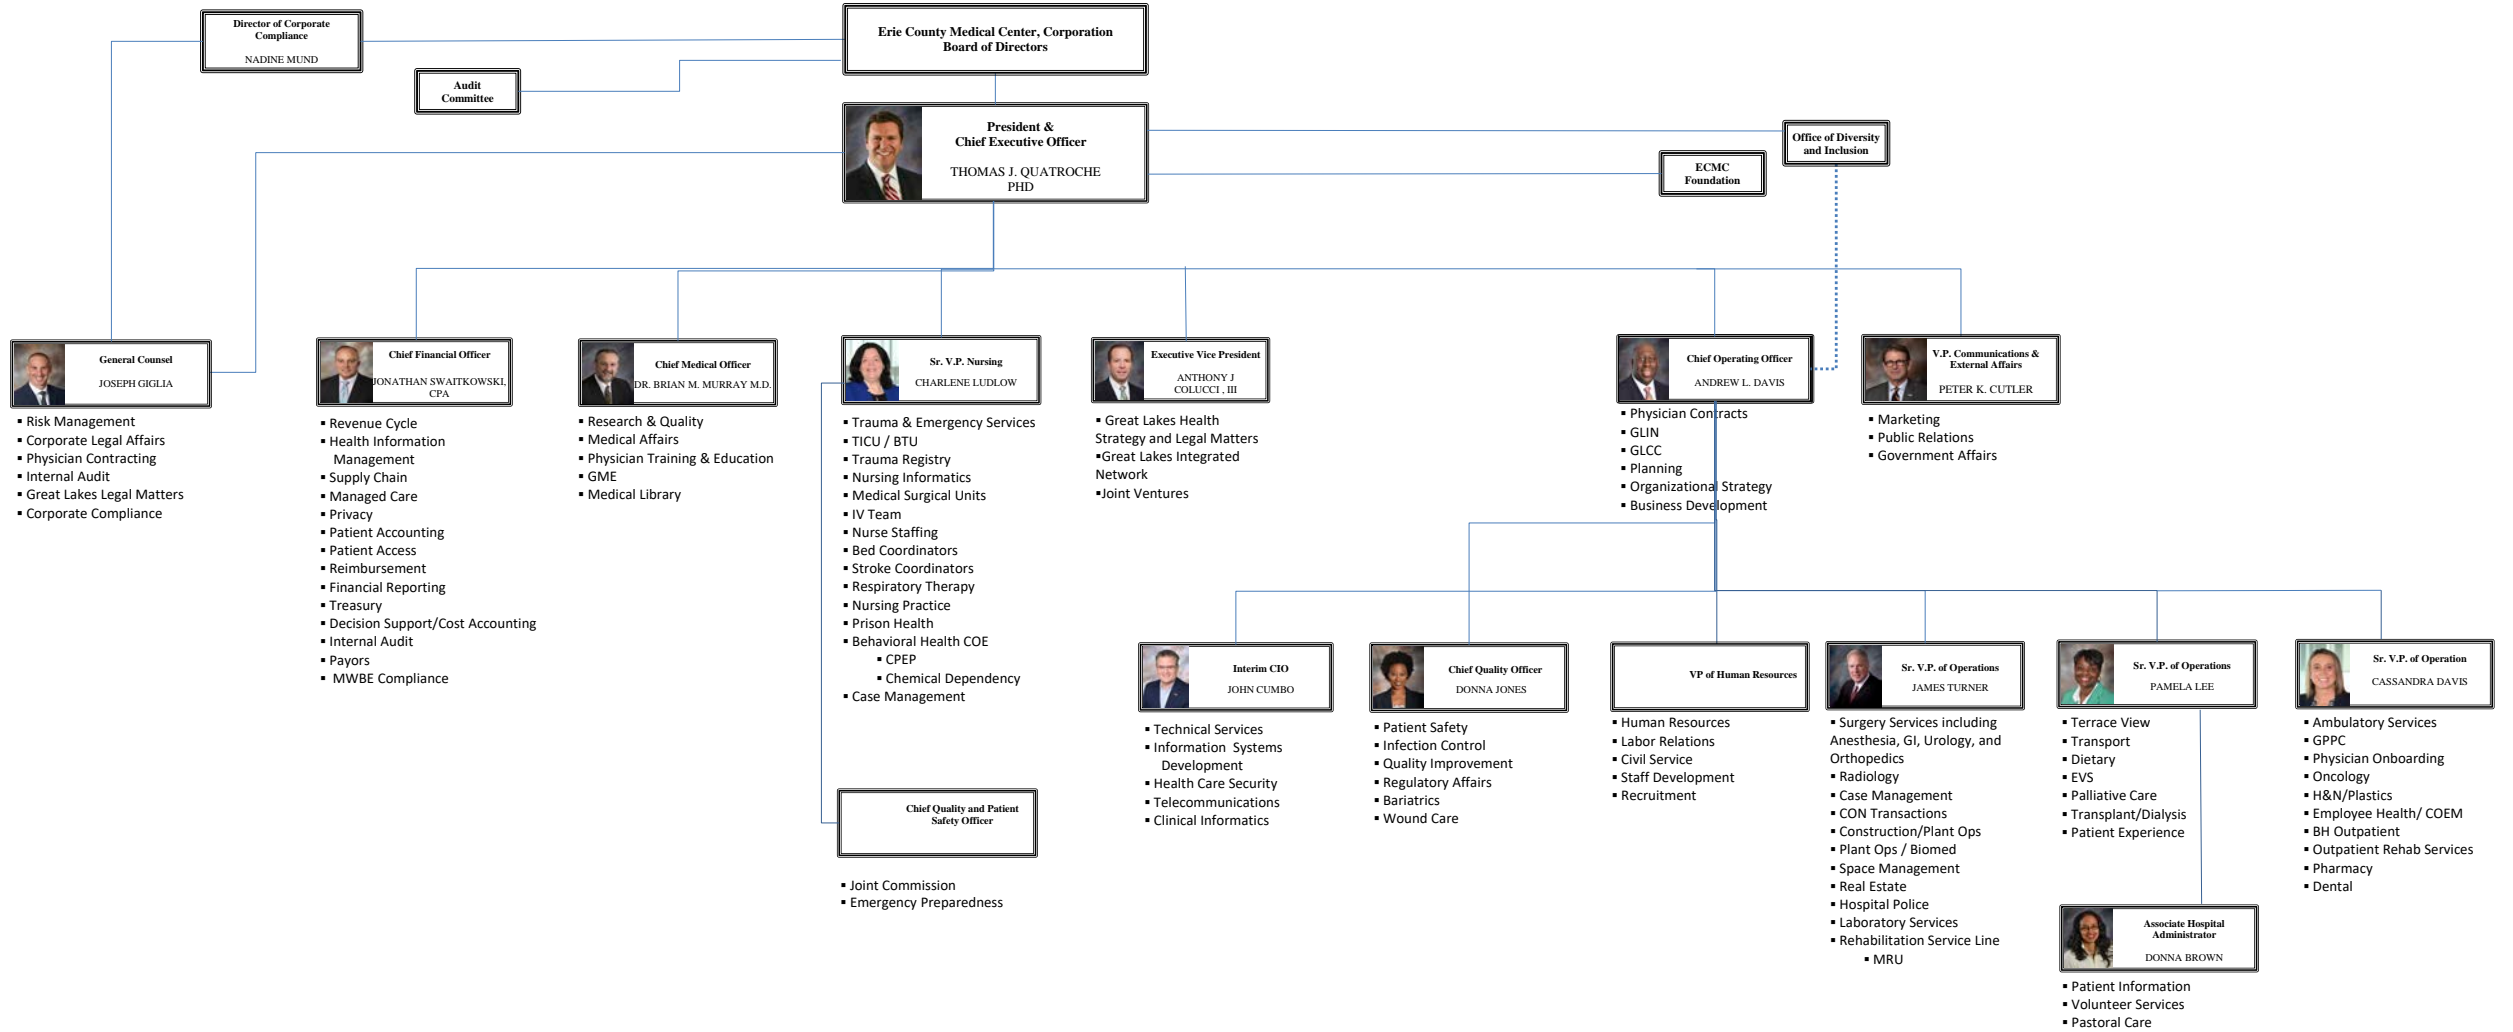 Director of Corporate
Compliance
NADINE MUND
Erie County Medical Center, Corporation
Board of Directors
Audit
Committee
President &
Chief Executive Officer
THOMAS J. QUATROCHE
PHD
Office of Diversity
and Inclusion
ECMC
Foundation
General Counsel
JOSEPH GIGLIA
▪ Risk Management
▪ Corporate Legal Affairs
▪ Physician Contracting
▪ Internal Audit
▪ Great Lakes Legal Matters
▪ Corporate Compliance
Chief Financial Officer
JONATHAN SWAITKOWSKI,
CPA
▪ Revenue Cycle
▪ Health Information
Management
▪ Supply Chain
▪ Managed Care
▪ Privacy
▪ Patient Accounting
▪ Patient Access
▪ Reimbursement
▪ Financial Reporting
▪ Treasury
▪ Decision Support/Cost Accounting
▪ Internal Audit
▪ Payors
▪ MWBE Compliance
Chief Medical Officer
DR. BRIAN M. MURRAY M.D.
▪ Research & Quality
▪ Medical Affairs
▪ Physician Training & Education
▪ GME
▪ Medical Library
Sr. V.P. Nursing
CHARLENE LUDLOW
▪ Trauma & Emergency Services
▪ TICU / BTU
▪ Trauma Registry
▪ Nursing Informatics
▪ Medical Surgical Units
▪ IV Team
▪ Nurse Staffing
▪ Bed Coordinators
▪ Stroke Coordinators
▪ Respiratory Therapy
▪ Nursing Practice
▪ Prison Health
▪ Behavioral Health COE
▪ CPEP
▪ Chemical Dependency
▪ Case Management
Chief Quality and Patient
Safety Officer
▪ Joint Commission
▪ Emergency Preparedness
Executive Vice President
ANTHONY J
COLUCCI , III
▪ Great Lakes Health
Strategy and Legal Matters
▪Great Lakes Integrated
Network
▪Joint Ventures
Chief Operating Officer
ANDREW L. DAVIS
▪ Physician Contracts
▪ GLIN
▪ GLCC
▪ Planning
▪ Organizational Strategy
▪ Business Development
V.P. Communications &
External Affairs
PETER K. CUTLER
▪ Marketing
▪ Public Relations
▪ Government Affairs
Interim CIO
JOHN CUMBO
▪ Technical Services
▪ Information Systems
Development
▪ Health Care Security
▪ Telecommunications
▪ Clinical Informatics
Chief Quality Officer
DONNA JONES
▪ Patient Safety
▪ Infection Control
▪ Quality Improvement
▪ Regulatory Affairs
▪ Bariatrics
▪ Wound Care
VP of Human Resources
▪ Human Resources
▪ Labor Relations
▪ Civil Service
▪ Staff Development
▪ Recruitment
Sr. V.P. of Operations
JAMES TURNER
▪ Surgery Services including
Anesthesia, GI, Urology, and
Orthopedics
▪ Radiology
▪ Case Management
▪ CON Transactions
▪ Construction/Plant Ops
▪ Plant Ops / Biomed
▪ Space Management
▪ Real Estate
▪ Hospital Police
▪ Laboratory Services
▪ Rehabilitation Service Line
▪ MRU
Sr. V.P. of Operations
PAMELA LEE
▪ Terrace View
▪ Transport
▪ Dietary
▪ EVS
▪ Palliative Care
▪ Transplant/Dialysis
▪ Patient Experience
Associate Hospital
Administrator
DONNA BROWN
▪ Patient Information
▪ Volunteer Services
▪ Pastoral Care
Sr. V.P. of Operation
CASSANDRA DAVIS
▪ Ambulatory Services
▪ GPPC
▪ Physician Onboarding
▪ Oncology
▪ H&N/Plastics
▪ Employee Health/ COEM
▪ BH Outpatient
▪ Outpatient Rehab Services
▪ Pharmacy
▪ Dental